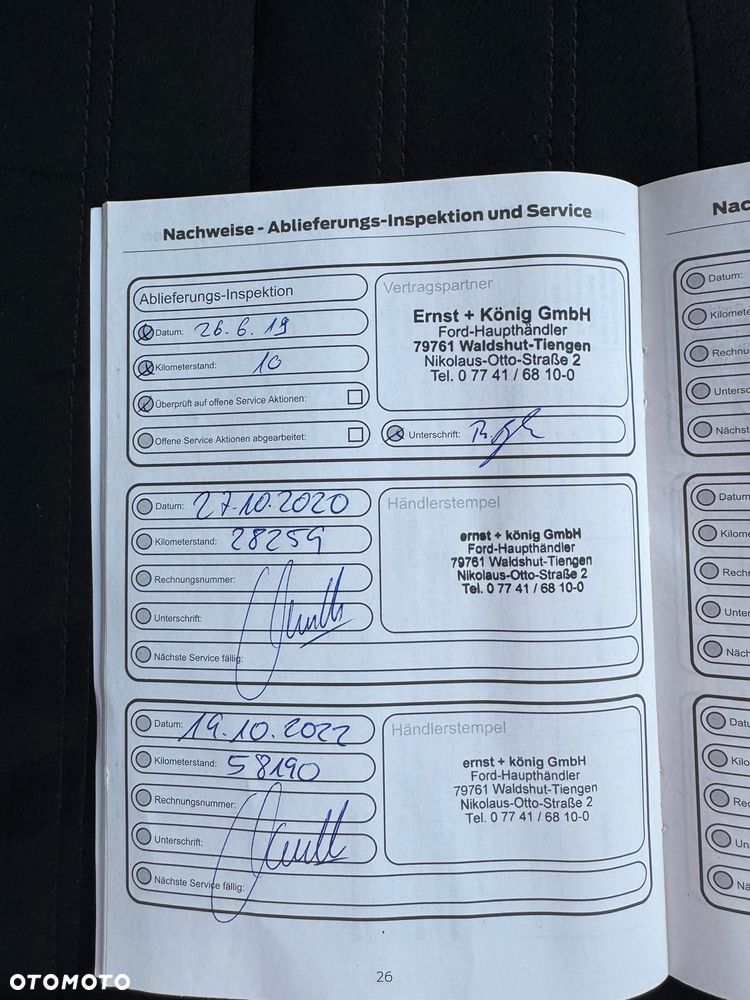 Nachweise - Ablieferungs-Inspektion und Service
Ablieferungs-Inspektion
Datum: 26.6.19
Kilometerstand: 10
Überprüft auf offene Service Aktionen:
Offene Service Aktionen abgearbeitet:
Vertragspartner
Ernst + König GmbH
Ford-Haupthändler
79761 Waldshut-Tiengen
Nikolaus-Otto-Straße 2
Tel. 0 77 41 / 68 10-0
Unterschrift:
Datum: 27.10.2020
Kilometerstand: 28259
Rechnungsnummer:
Unterschrift:
Nächste Service fällig:
Händlerstempel
ernst + könig GmbH
Ford-Haupthändler
79761 Waldshut-Tiengen
Nikolaus-Otto-Straße 2
Tel. 0 77 41 / 68 10-0
Datum: 19.10.2022
Kilometerstand: 58190
Rechnungsnummer:
Unterschrift:
Nächste Service fällig:
Händlerstempel
ernst + könig GmbH
Ford-Haupthändler
79761 Waldshut-Tiengen
Nikolaus-Otto-Straße 2
Tel. 0 77 41 / 68 10-0
26
Nac
Datum:
Kilomete
Rechnu
Untersc
Nächst
Datum
Kilome
Rechn
Unter
Näch
Datu
Kilo
Rec
Un
Nä
OTOMOTO